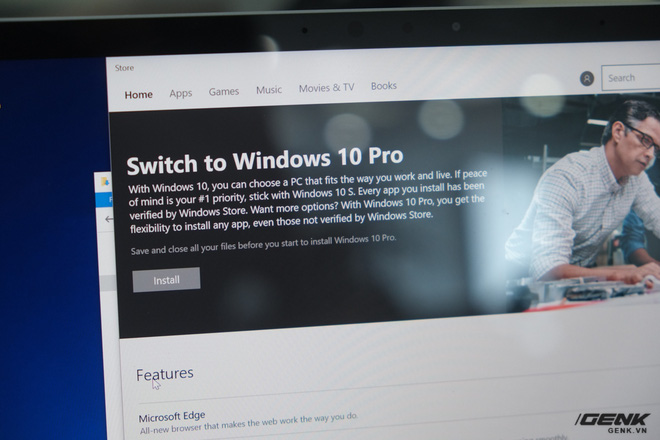 Store
Home Apps Games Music Movies & TV Books
Search
Switch to Windows 10 Pro
With Windows 10, you can choose a PC that fits the way you work and live. If peace
of mind is your #1 priority, stick with Windows 10 S. Every app you install has been
verified by Windows Store. Want more options? With Windows 10 Pro, you get the
flexibility to install any app, even those not verified by Windows Store.
Save and close all your files before you start to install Windows 10 Pro.
Install
Features
Microsoft Edge
All-new browser that makes the web work the way you do.
/GENK
GENK.VN